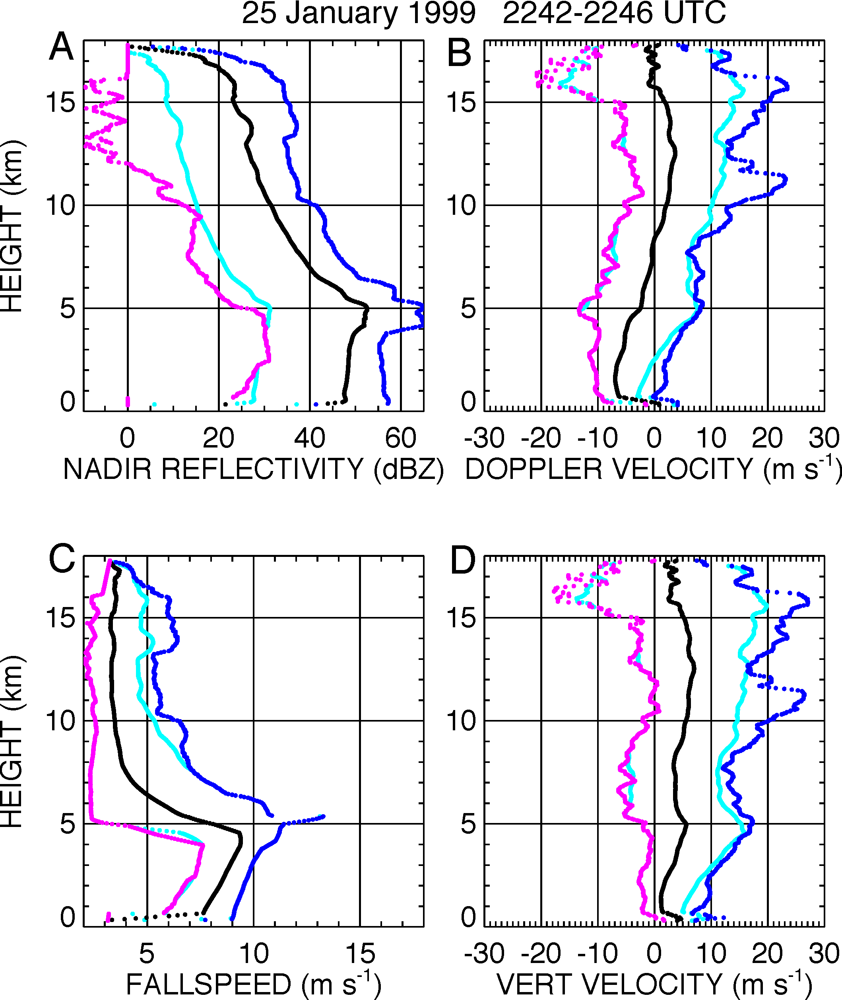 25 January 1999 2242-2246 UTC
A
B
HEIGHT (km)
15
10
5
0
15
10
5
0
0 20 40 60
-30 -20 -10 0 10 20 30
NADIR REFLECTIVITY (dBZ)
DOPPLER VELOCITY (m s-1)
C
D
HEIGHT (km)
15
10
5
0
15
10
5
0
5 10 15
-30 -20 -10 0 10 20 30
FALLSPEED (m s-1)
VERT VELOCITY (m s-1)